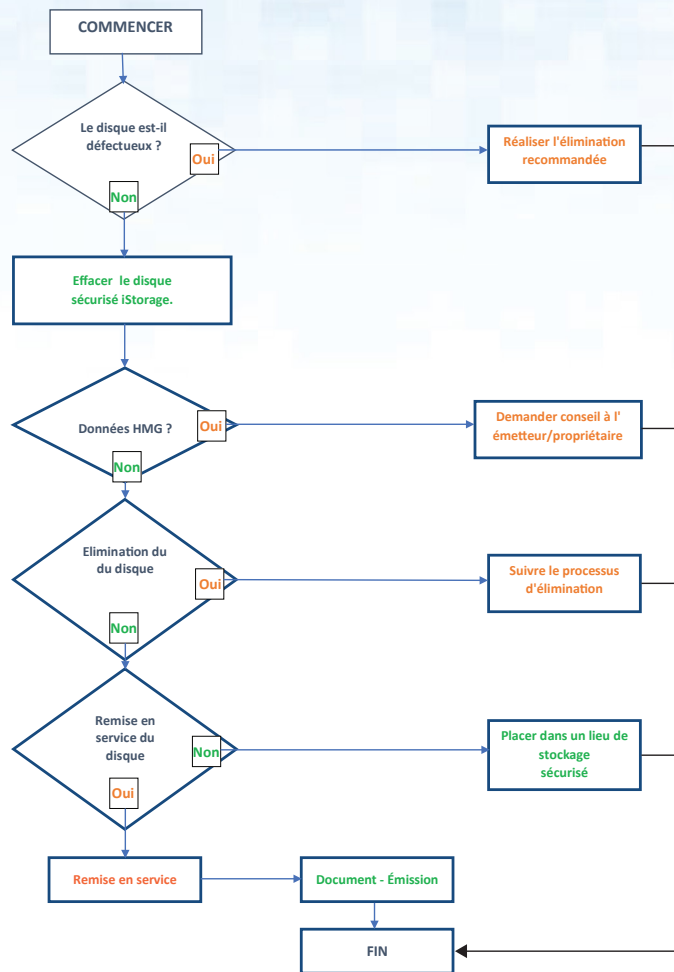 COMMENCER
Le disque est-il
défectueux ?
Oui
Non
Réaliser l'élimination
recommandée
Effacer le disque
sécurisé iStorage.
Données HMG ?
Oui
Non
Demander conseil à l'
émetteur/propriétaire
Elimination du
du disque
Oui
Non
Suivre le processus
d'élimination
Remise en
service du
disque
Non
Oui
Placer dans un lieu de
stockage
sécurisé
Remise en service
Document - Émission
FIN